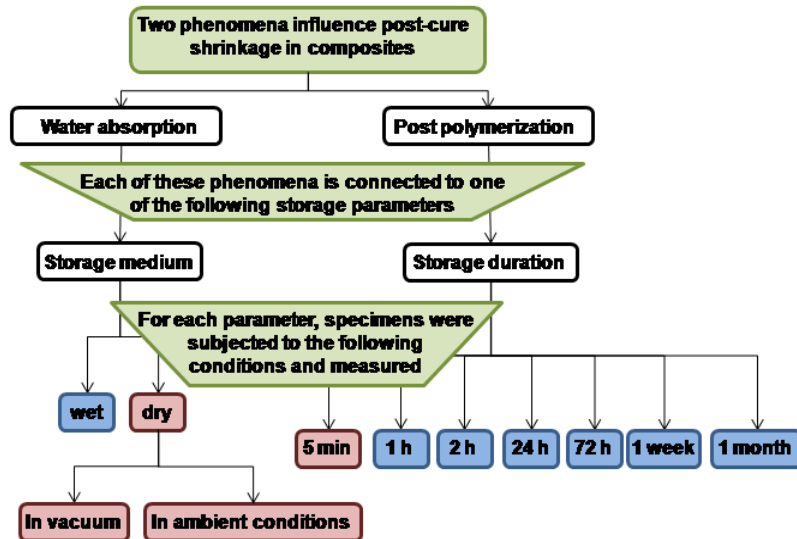 Two phenomena influence post-cure
shrinkage in composites
Water absorption
Post polymerization
Each of these phenomena is connected to one
of the following storage parameters
Storage medium
Storage duration
For each parameter, specimens were
subjected to the following
conditions and measured
wet
dry
5 min
1 h
2 h
24 h
72 h
1 week
1 month
In vacuum
In ambient conditions